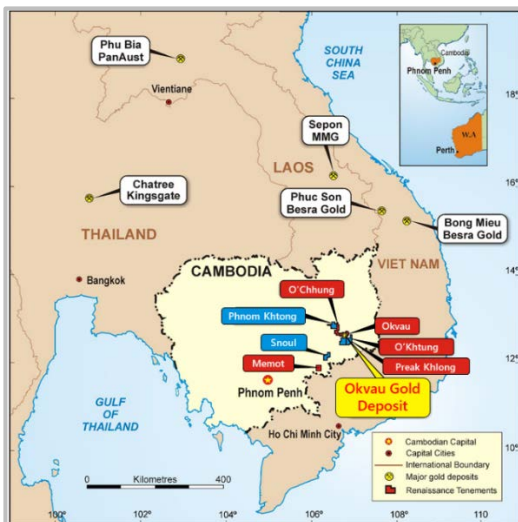 Phu Bia
PanAust
Vientiane
SOUTH
CHINA
SEA
Cambodia
Phnom Penh
W.A
Perth
18°
Sepon
MMG
LAOS
16°
Chatree
Kingsgate
Phuc Son
Besra Gold
Bong Mieu
Besra Gold
THAILAND
VIET NAM
14°
Bangkok
CAMBODIA
O'Chhung
Phnom Khtong
Okvau
Snoul
O'Khtung
12°
Memot
Preak Khlong
Phnom Penh
Okvau Gold
Deposit
GULF
OF
THAILAND
Ho Chi Minh City
10°
Kilometres
0
400
Cambodian Capital
Capital Cities
International Boundary
Major gold deposits
Renaissance Tenements
100°
102°
104°
106°
108°